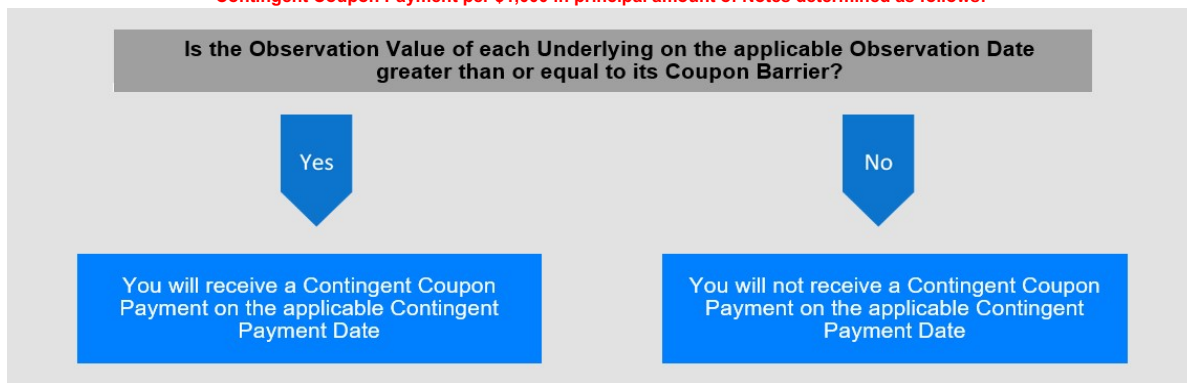 Contingent Coupon Payment per $1,000 in principal amount of Notes determined as follows:
Is the Observation Value of each Underlying on the applicable Observation Date
greater than or equal to its Coupon Barrier?
Yes
No
You will receive a Contingent Coupon
Payment on the applicable Contingent
Payment Date
You will not receive a Contingent Coupon
Payment on the applicable Contingent
Payment Date